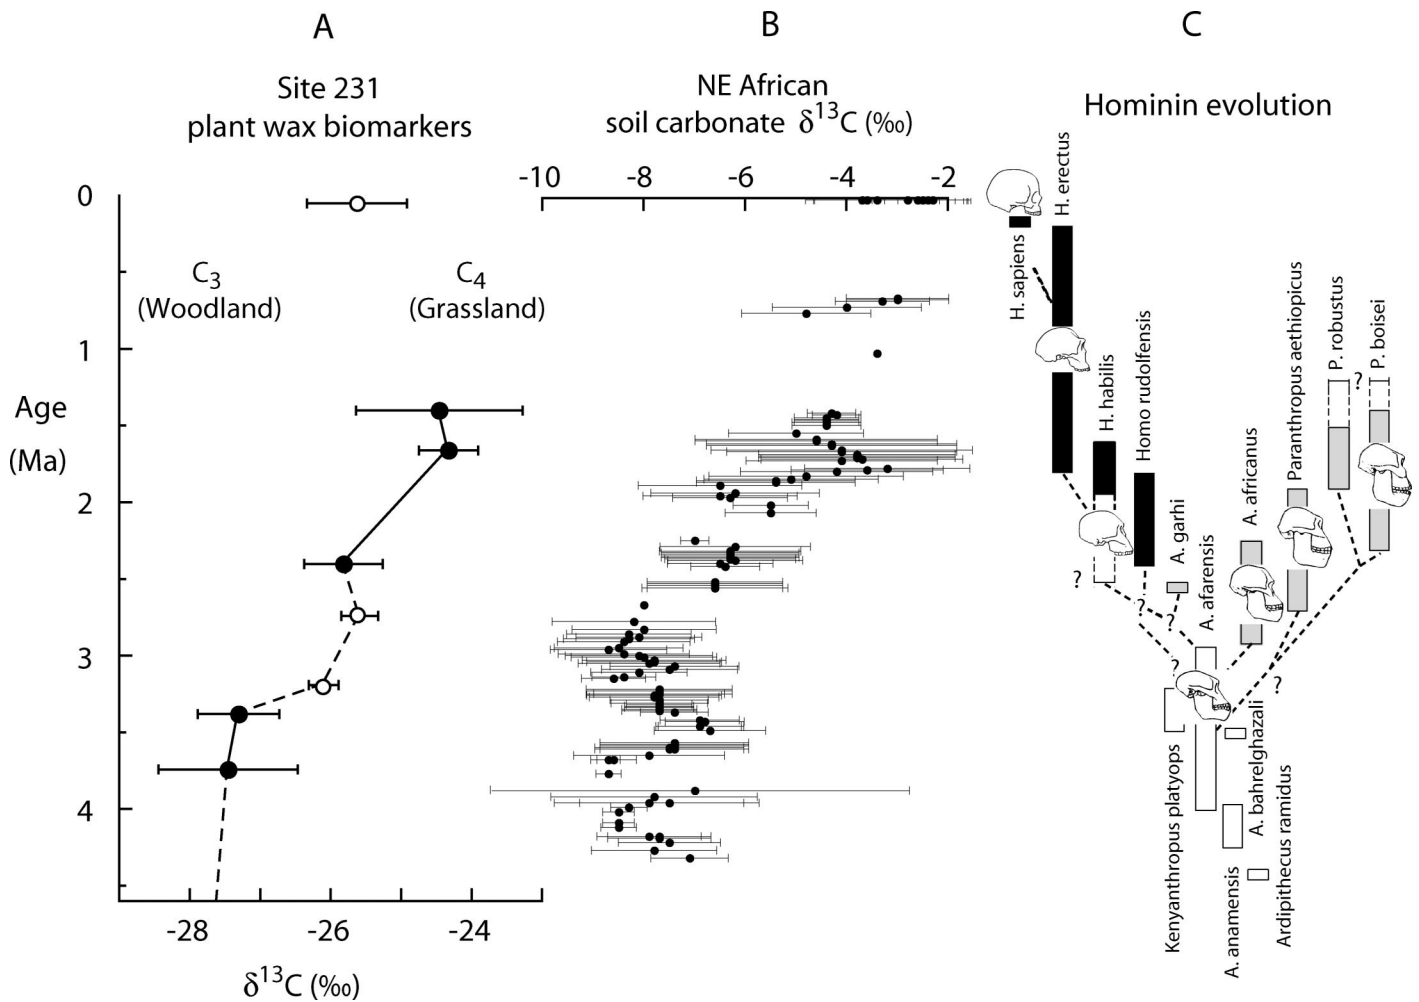 A
B
C
Site 231
plant wax biomarkers
NE African
soil carbonate δ13C (‰)
Hominin evolution
-10
-8
-6
-4
-2
0
1
2
3
4
Age
(Ma)
C3
(Woodland)
C4
(Grassland)
-28
-26
-24
δ13C (‰)
H. sapiens
H. erectus
H. habilis
Homo rudolfensis
A. garhi
A. afarensis
A. africanus
Paranthropus aethiopicus
P. robustus
P. boisei
?
?
?
?
?
?
Kenyanthropus platyops
A. anamensis
A. bahrelghazali
Ardipithecus ramidus